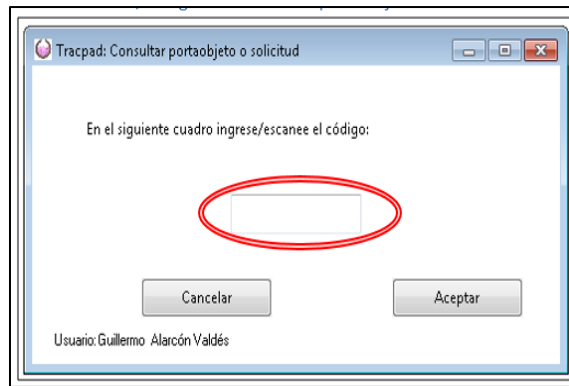 Tracpad: Consultar portaobjeto o solicitud
En el siguiente cuadro ingrese/escanee el código:
Cancelar
Aceptar
Usuario: Guillermo Alarcón Valdés